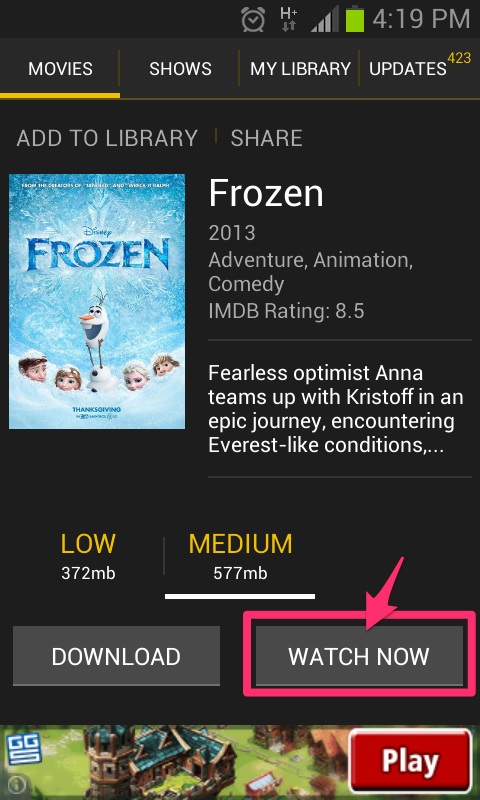 H+
4:19 PM
MOVIES
SHOWS
MY LIBRARY
UPDATES
423
ADD TO LIBRARY
SHARE
FROM THE CREATORS OF "TANGLED" AND "WRECK-IT RALPH"
Disney
FROZEN
THANKSGIVING
Frozen
2013
Adventure, Animation,
Comedy
IMDB Rating: 8.5
Fearless optimist Anna
teams up with Kristoff in an
epic journey, encountering
Everest-like conditions,...
LOW
372mb
MEDIUM
577mb
DOWNLOAD
WATCH NOW
GGS
Play